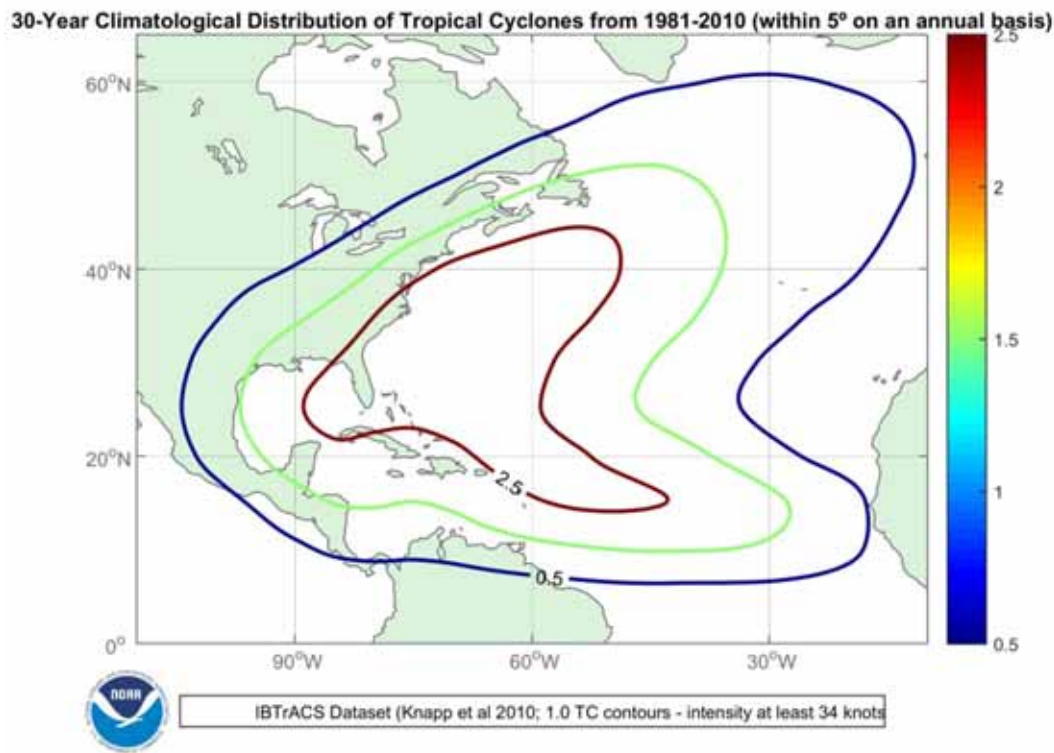 30-Year Climatological Distribution of Tropical Cyclones from 1981-2010 (within 5º on an annual basis)
2.5
60°N
2
40°N
1.5
20°N
2.5
1
0.5
0°
0.5
90°W
60°W
30°W
NOAA
IBTrACS Dataset (Knapp et al 2010; 1.0 TC contours - intensity at least 34 knots